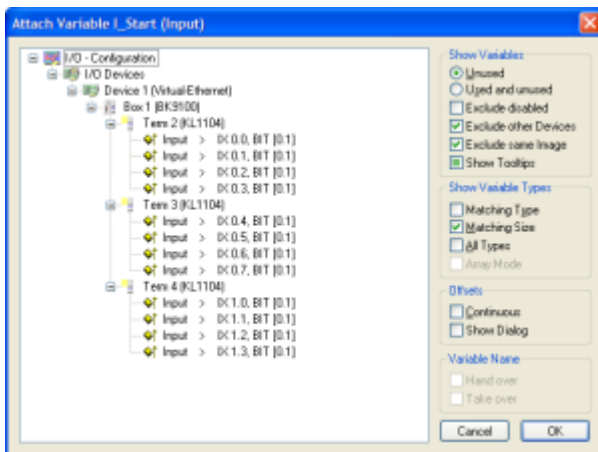 Attach Variable I_Start (Input)
I/O - Configuration
I/O Devices
Device 1 (Virtual-Ethernet)
Box 1 (BK9100)
Term 2 (KL1104)
Input > IX 0.0, BIT [0.1]
Input > IX 0.1, BIT [0.1]
Input > IX 0.2, BIT [0.1]
Input > IX 0.3, BIT [0.1]
Term 3 (KL1104)
Input > IX 0.4, BIT [0.1]
Input > IX 0.5, BIT [0.1]
Input > IX 0.6, BIT [0.1]
Input > IX 0.7, BIT [0.1]
Term 4 (KL1104)
Input > IX 1.0, BIT [0.1]
Input > IX 1.1, BIT [0.1]
Input > IX 1.2, BIT [0.1]
Input > IX 1.3, BIT [0.1]
Show Variables
Unused
Used and unused
Exclude disabled
Exclude other Devices
Exclude same Image
Show Tooltips
Show Variable Types
Matching Type
Matching Size
All Types
Array Mode
Offsets
Continuous
Show Dialog
Variable Name
Hand over
Take over
Cancel
OK